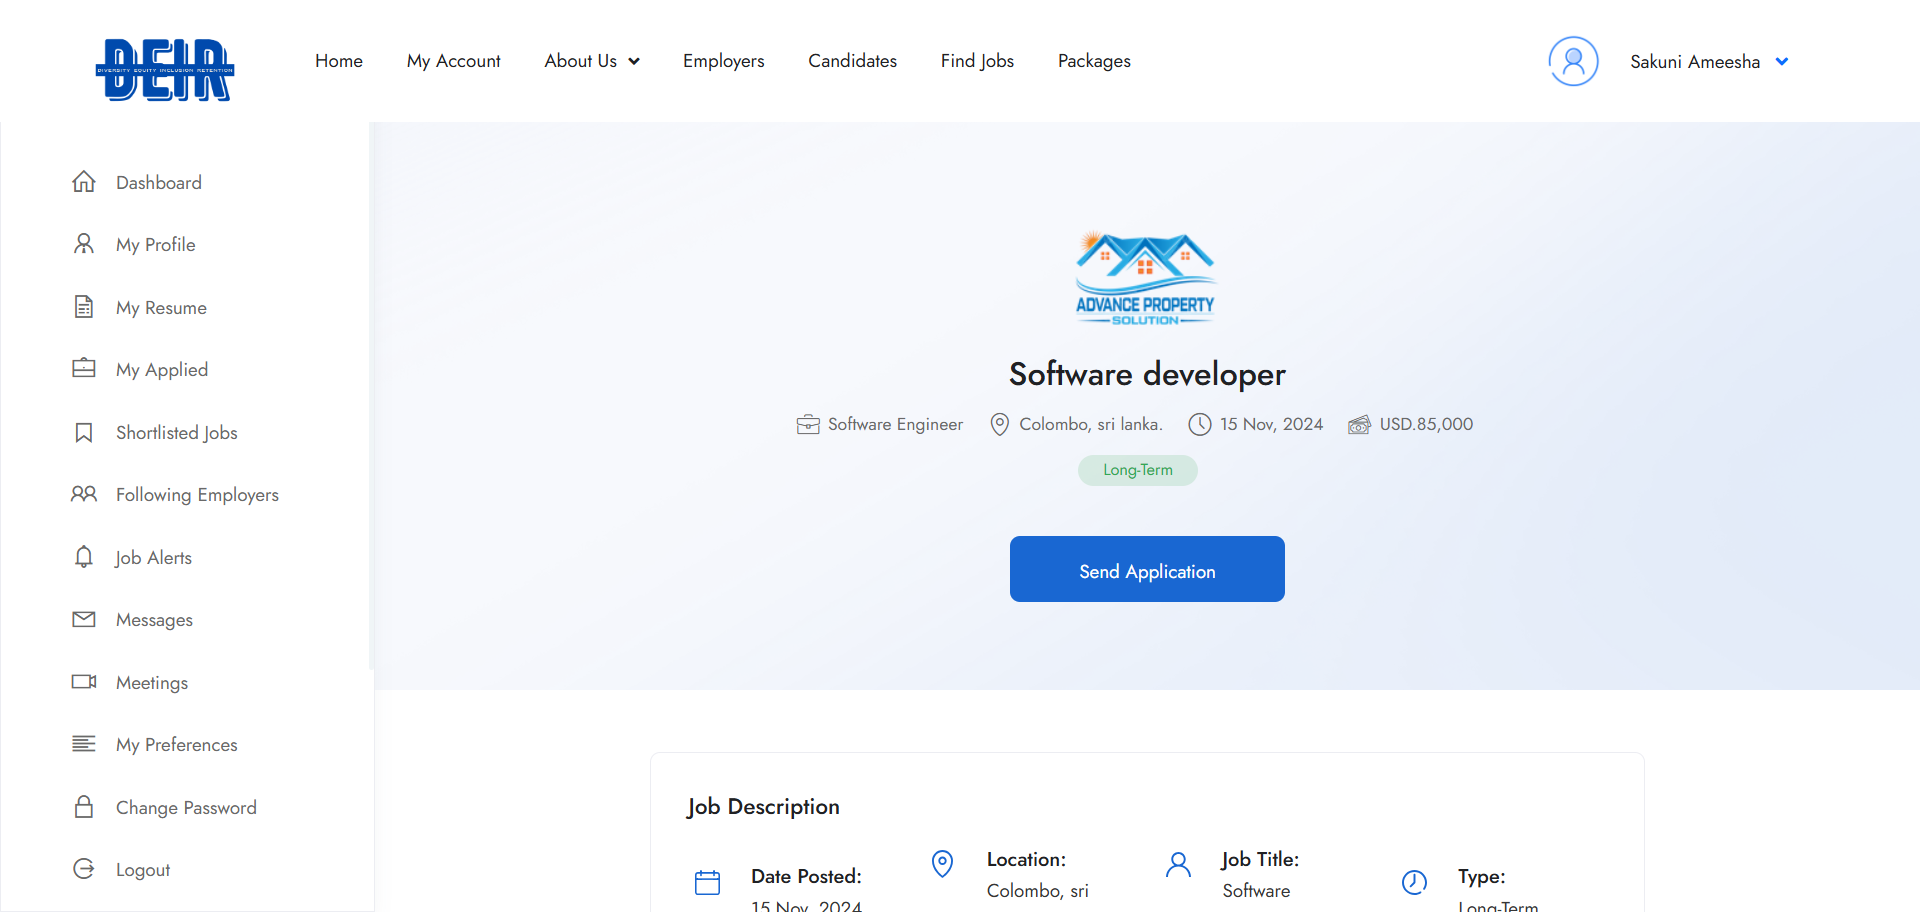 DEIR
DIVERSITY EQUITY INCLUSION RETENTION
Home My Account About Us Employers Candidates Find Jobs Packages
Sakuni Ameesha
Dashboard
My Profile
My Resume
My Applied
Shortlisted Jobs
Following Employers
Job Alerts
Messages
Meetings
My Preferences
Change Password
Logout
ADVANCE PROPERTY
SOLUTION
Software developer
Software Engineer Colombo, sri lanka. 15 Nov, 2024 USD.85,000
Long-Term
Send Application
Job Description
Date Posted:
15 Nov, 2024
Location:
Colombo, sri
Job Title:
Software
Type:
Long-Term